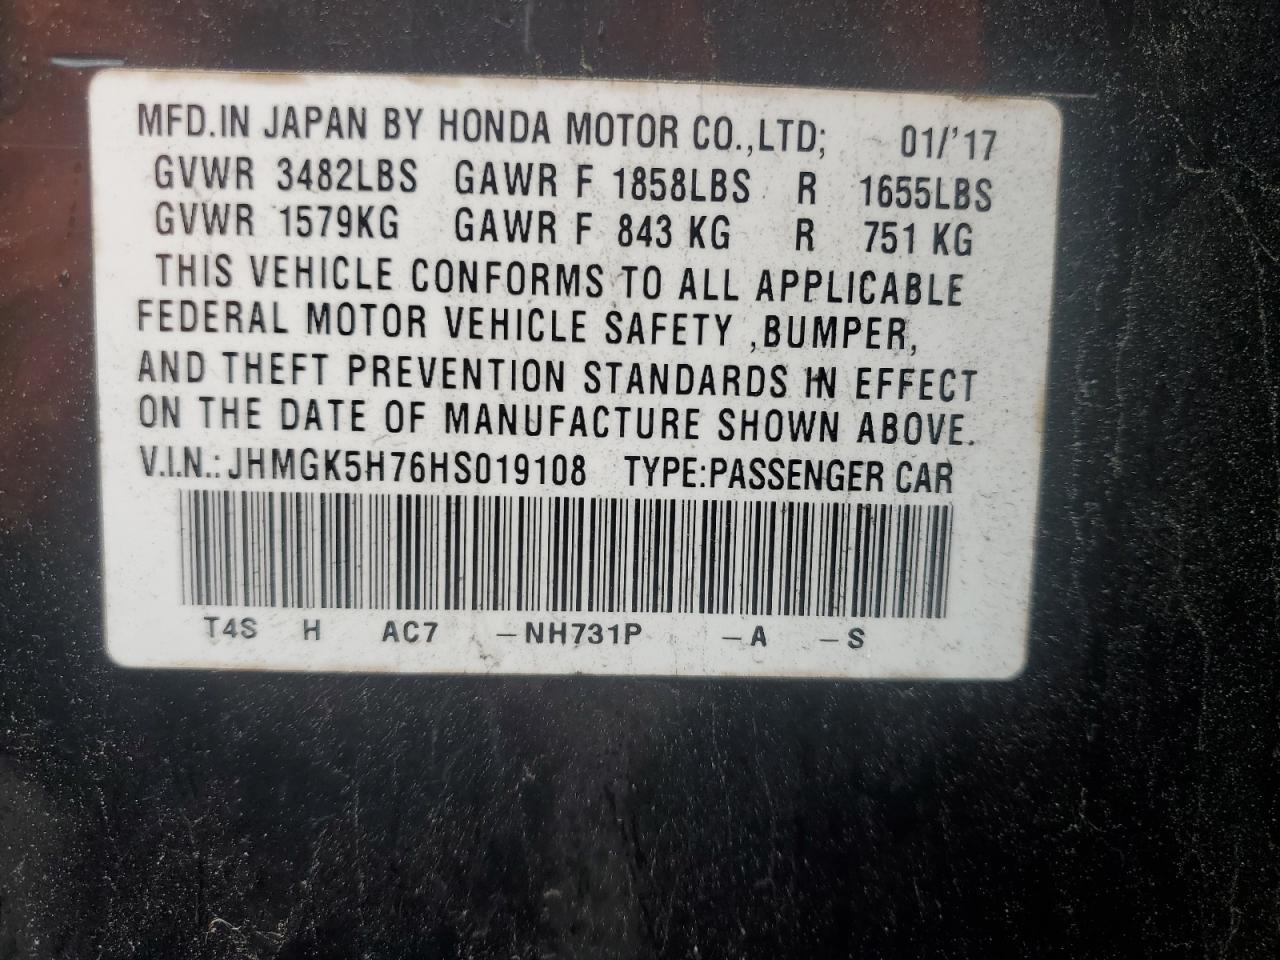 MFD.IN JAPAN BY HONDA MOTOR CO.,LTD; 01/'17
GVWR 3482LBS GAWR F 1858LBS R 1655LBS
GVWR 1579KG GAWR F 843 KG R 751 KG
THIS VEHICLE CONFORMS TO ALL APPLICABLE
FEDERAL MOTOR VEHICLE SAFETY ,BUMPER,
AND THEFT PREVENTION STANDARDS IN EFFECT
ON THE DATE OF MANUFACTURE SHOWN ABOVE.
V.I.N.: JHMGK5H76HS019108 TYPE:PASSENGER CAR
T4S H AC7 -NH731P -A -S